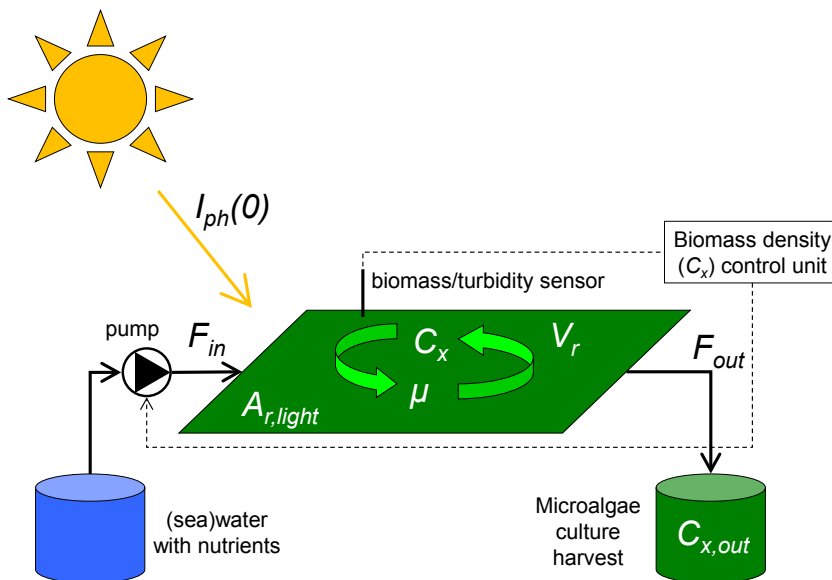 I_ph(0)
Biomass density
(C_x) control unit
biomass/turbidity sensor
pump
F_in
C_x
V_r
F_out
μ
A_r,light
(sea)water
with nutrients
Microalgae
culture
harvest
C_x,out